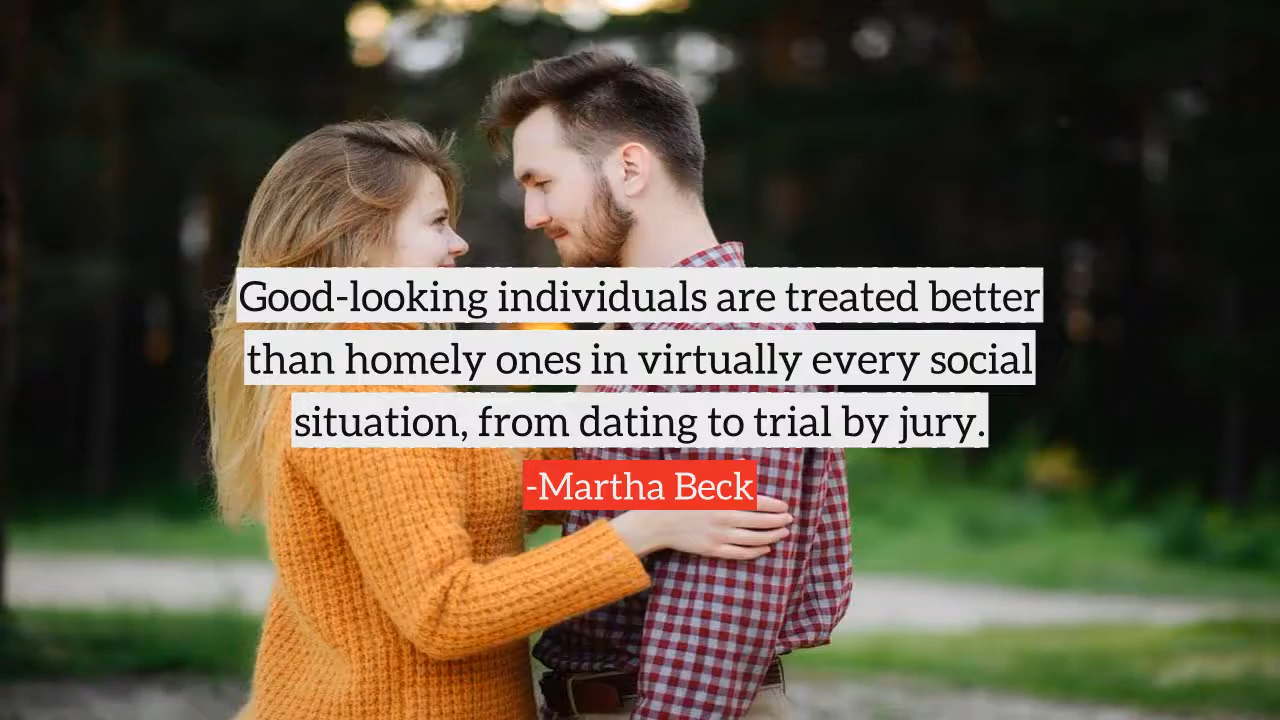 Good-looking individuals are treated better
than homely ones in virtually every social
situation, from dating to trial by jury.
-Martha Beck